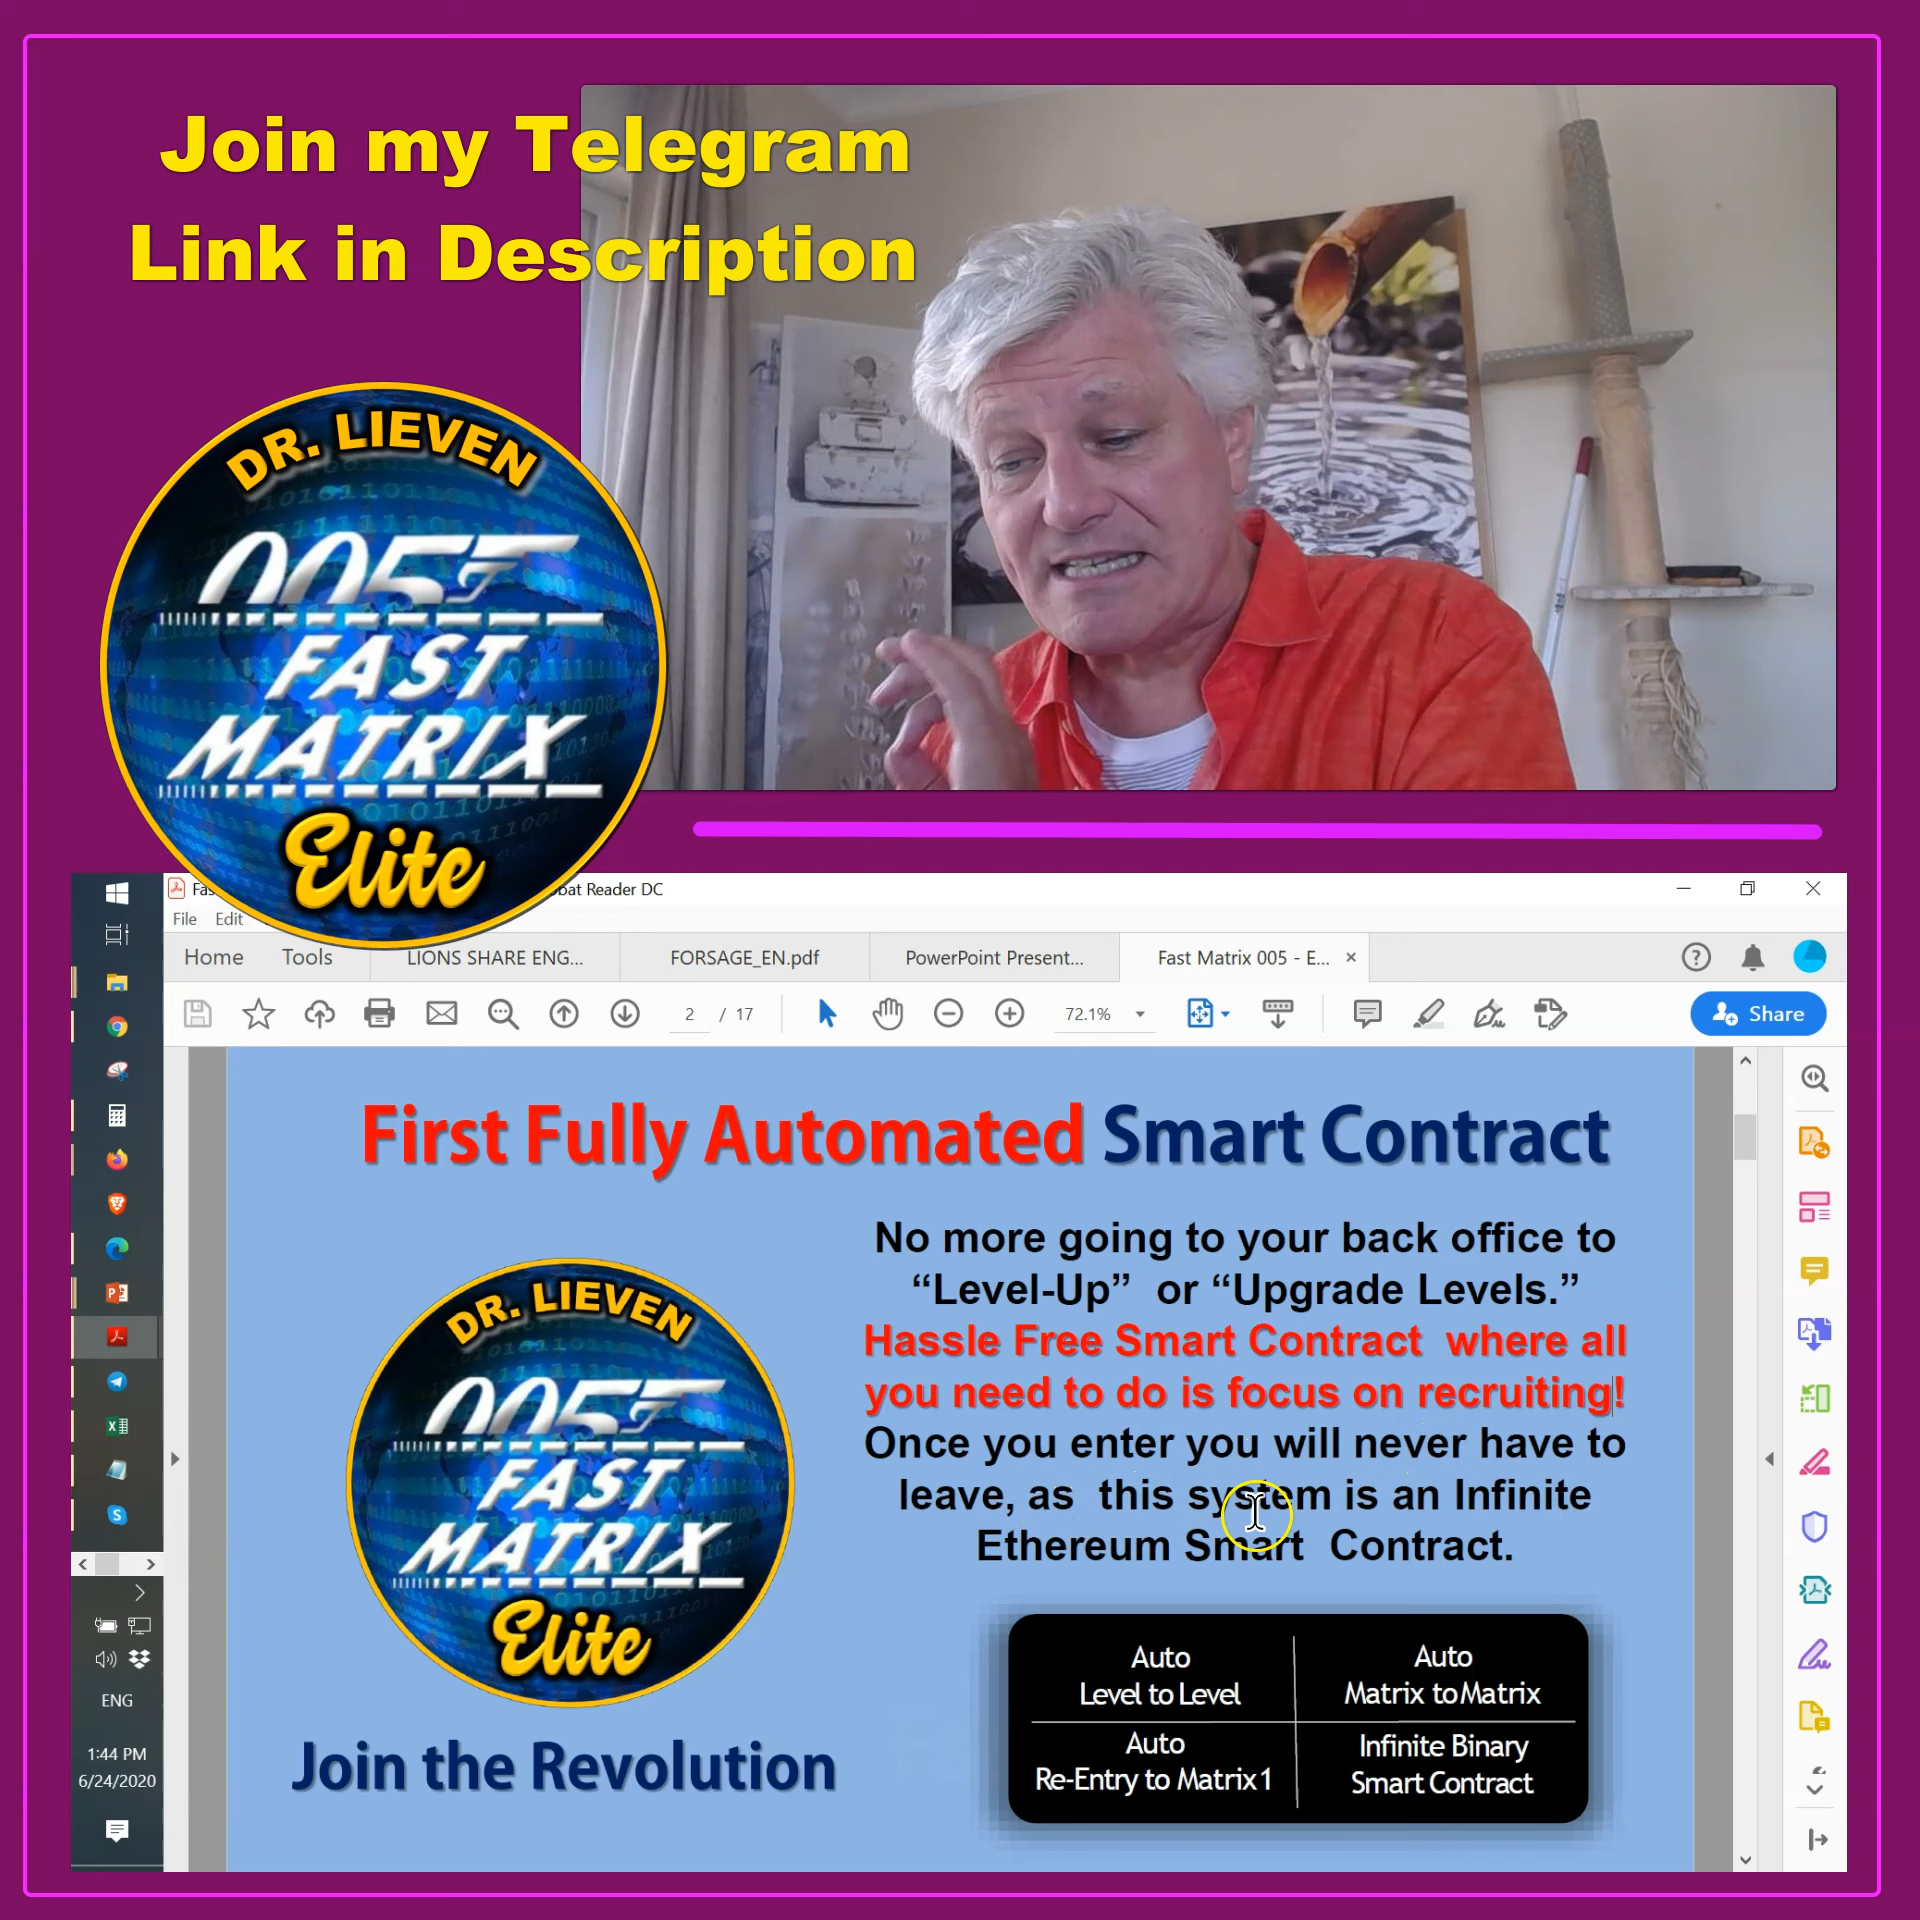 Join my Telegram
Link in Description
DR. LIEVEN
005
FAST
MATRIX
Elite
bat Reader DC
File Edit
Home Tools LIONS SHARE ENG... FORSAGE_EN.pdf PowerPoint Present... Fast Matrix 005 - E...
2 / 17 72.1% Share
First Fully Automated Smart Contract
No more going to your back office to
“Level-Up” or “Upgrade Levels.”
Hassle Free Smart Contract where all
you need to do is focus on recruiting!
Once you enter you will never have to
leave, as this system is an Infinite
Ethereum Smart Contract.
DR. LIEVEN
005
FAST
MATRIX
Elite
Join the Revolution
Auto
Level to Level
Auto
Matrix to Matrix
Auto
Re-Entry to Matrix 1
Infinite Binary
Smart Contract
ENG
1:44 PM
6/24/2020